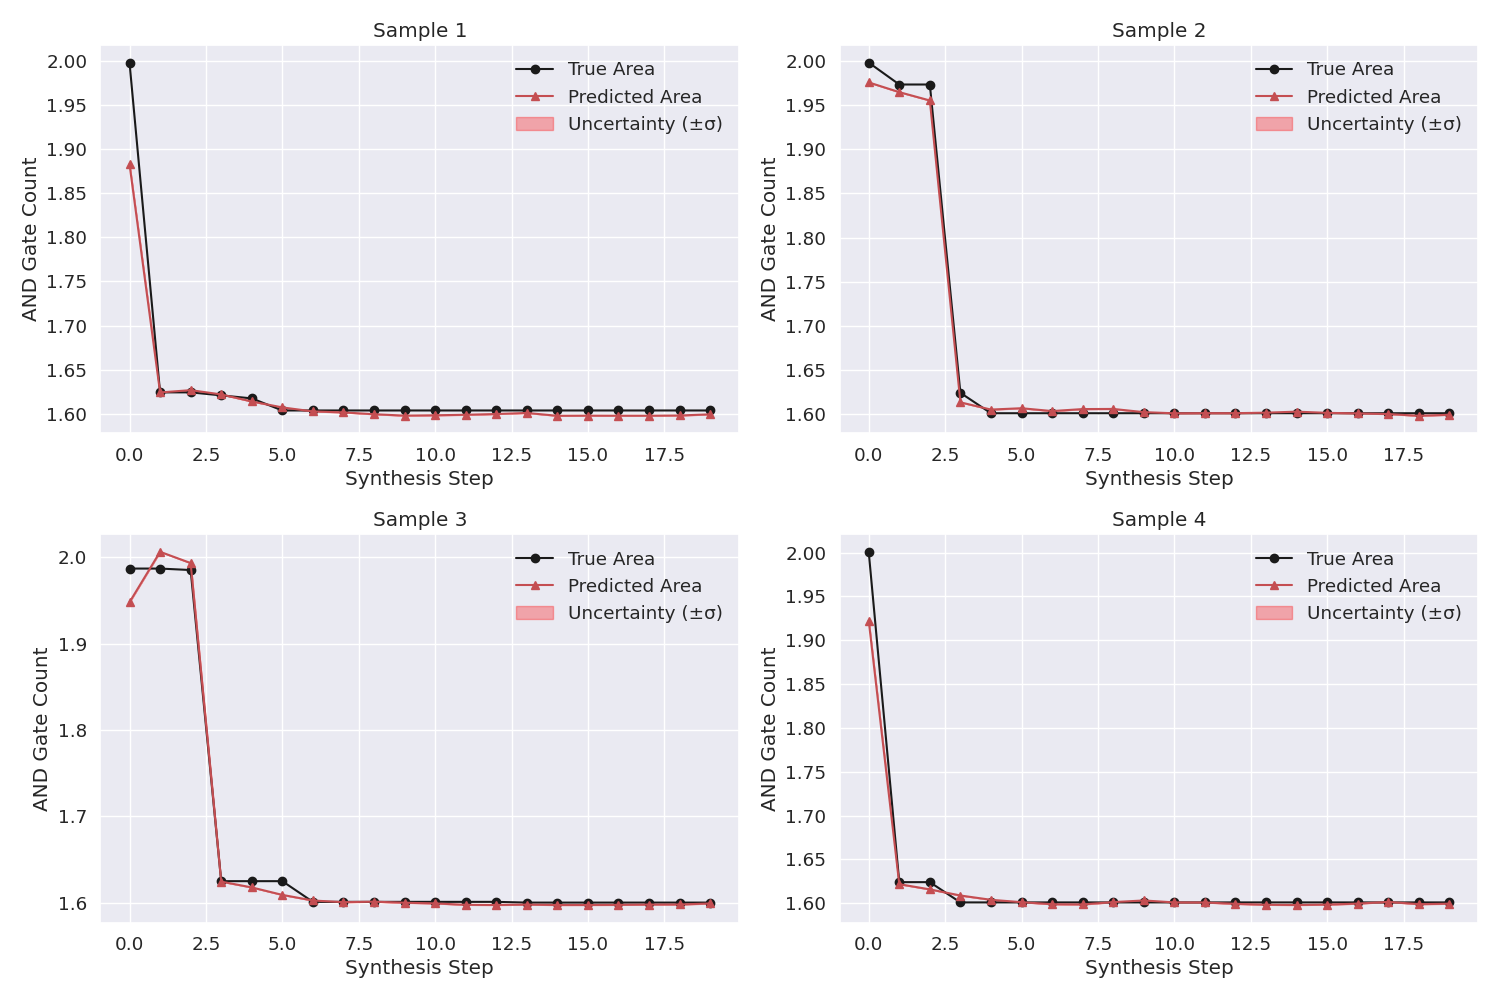 Sample 1
AND Gate Count
2.00
1.95
1.90
1.85
1.80
1.75
1.70
1.65
1.60
True Area
Predicted Area
Uncertainty (±σ)
0.0 2.5 5.0 7.5 10.0 12.5 15.0 17.5
Synthesis Step
Sample 2
AND Gate Count
2.00
1.95
1.90
1.85
1.80
1.75
1.70
1.65
1.60
True Area
Predicted Area
Uncertainty (±σ)
0.0 2.5 5.0 7.5 10.0 12.5 15.0 17.5
Synthesis Step
Sample 3
AND Gate Count
2.0
1.9
1.8
1.7
1.6
True Area
Predicted Area
Uncertainty (±σ)
0.0 2.5 5.0 7.5 10.0 12.5 15.0 17.5
Synthesis Step
Sample 4
AND Gate Count
2.00
1.95
1.90
1.85
1.80
1.75
1.70
1.65
1.60
True Area
Predicted Area
Uncertainty (±σ)
0.0 2.5 5.0 7.5 10.0 12.5 15.0 17.5
Synthesis Step